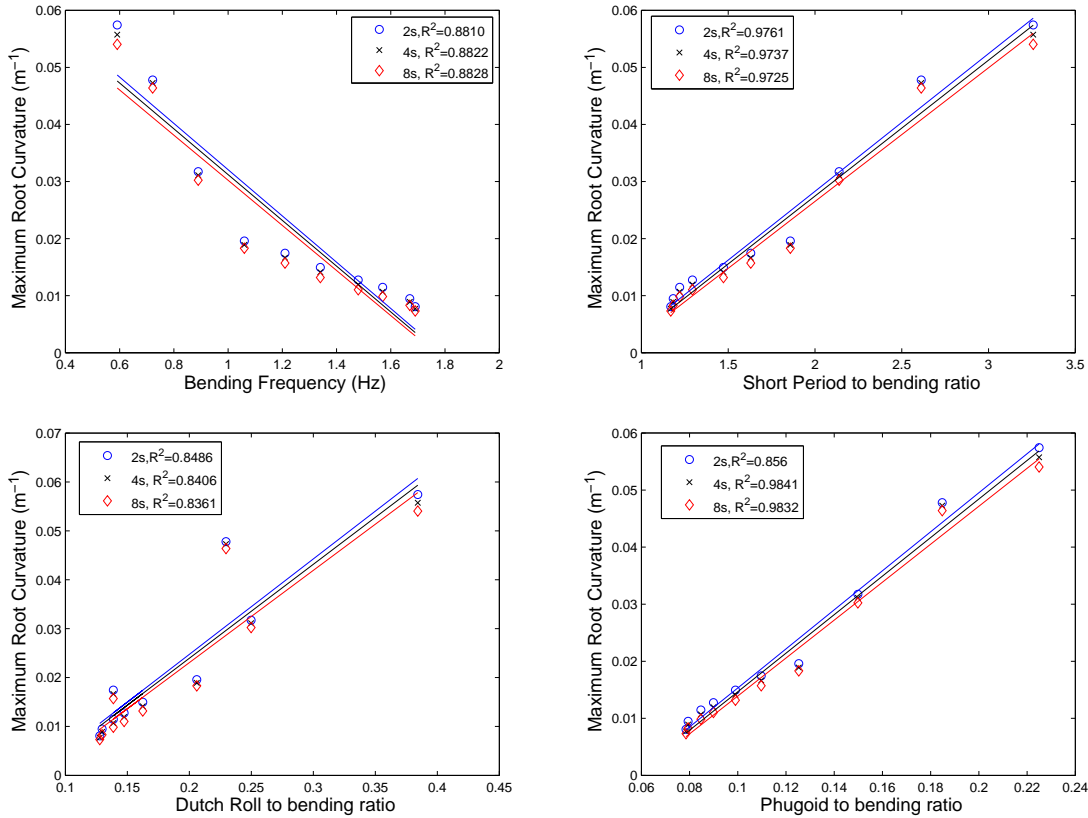 0.06
0.05
0.04
0.03
0.02
0.01
0
Maximum Root Curvature (m⁻¹)
2s,R²=0.8810
4s, R²=0.8822
8s, R²=0.8828
0.4 0.6 0.8 1 1.2 1.4 1.6 1.8 2
Bending Frequency (Hz)
0.06
0.05
0.04
0.03
0.02
0.01
0
Maximum Root Curvature (m⁻¹)
2s,R²=0.9761
4s, R²=0.9737
8s, R²=0.9725
1 1.5 2 2.5 3 3.5
Short Period to bending ratio
0.07
0.06
0.05
0.04
0.03
0.02
0.01
0
Maximum Root Curvature (m⁻¹)
2s,R²=0.8486
4s, R²=0.8406
8s, R²=0.8361
0.1 0.15 0.2 0.25 0.3 0.35 0.4 0.45
Dutch Roll to bending ratio
0.06
0.05
0.04
0.03
0.02
0.01
0
Maximum Root Curvature (m⁻¹)
2s,R²=0.856
4s, R²=0.9841
8s, R²=0.9832
0.06 0.08 0.1 0.12 0.14 0.16 0.18 0.2 0.22 0.24
Phugoid to bending ratio